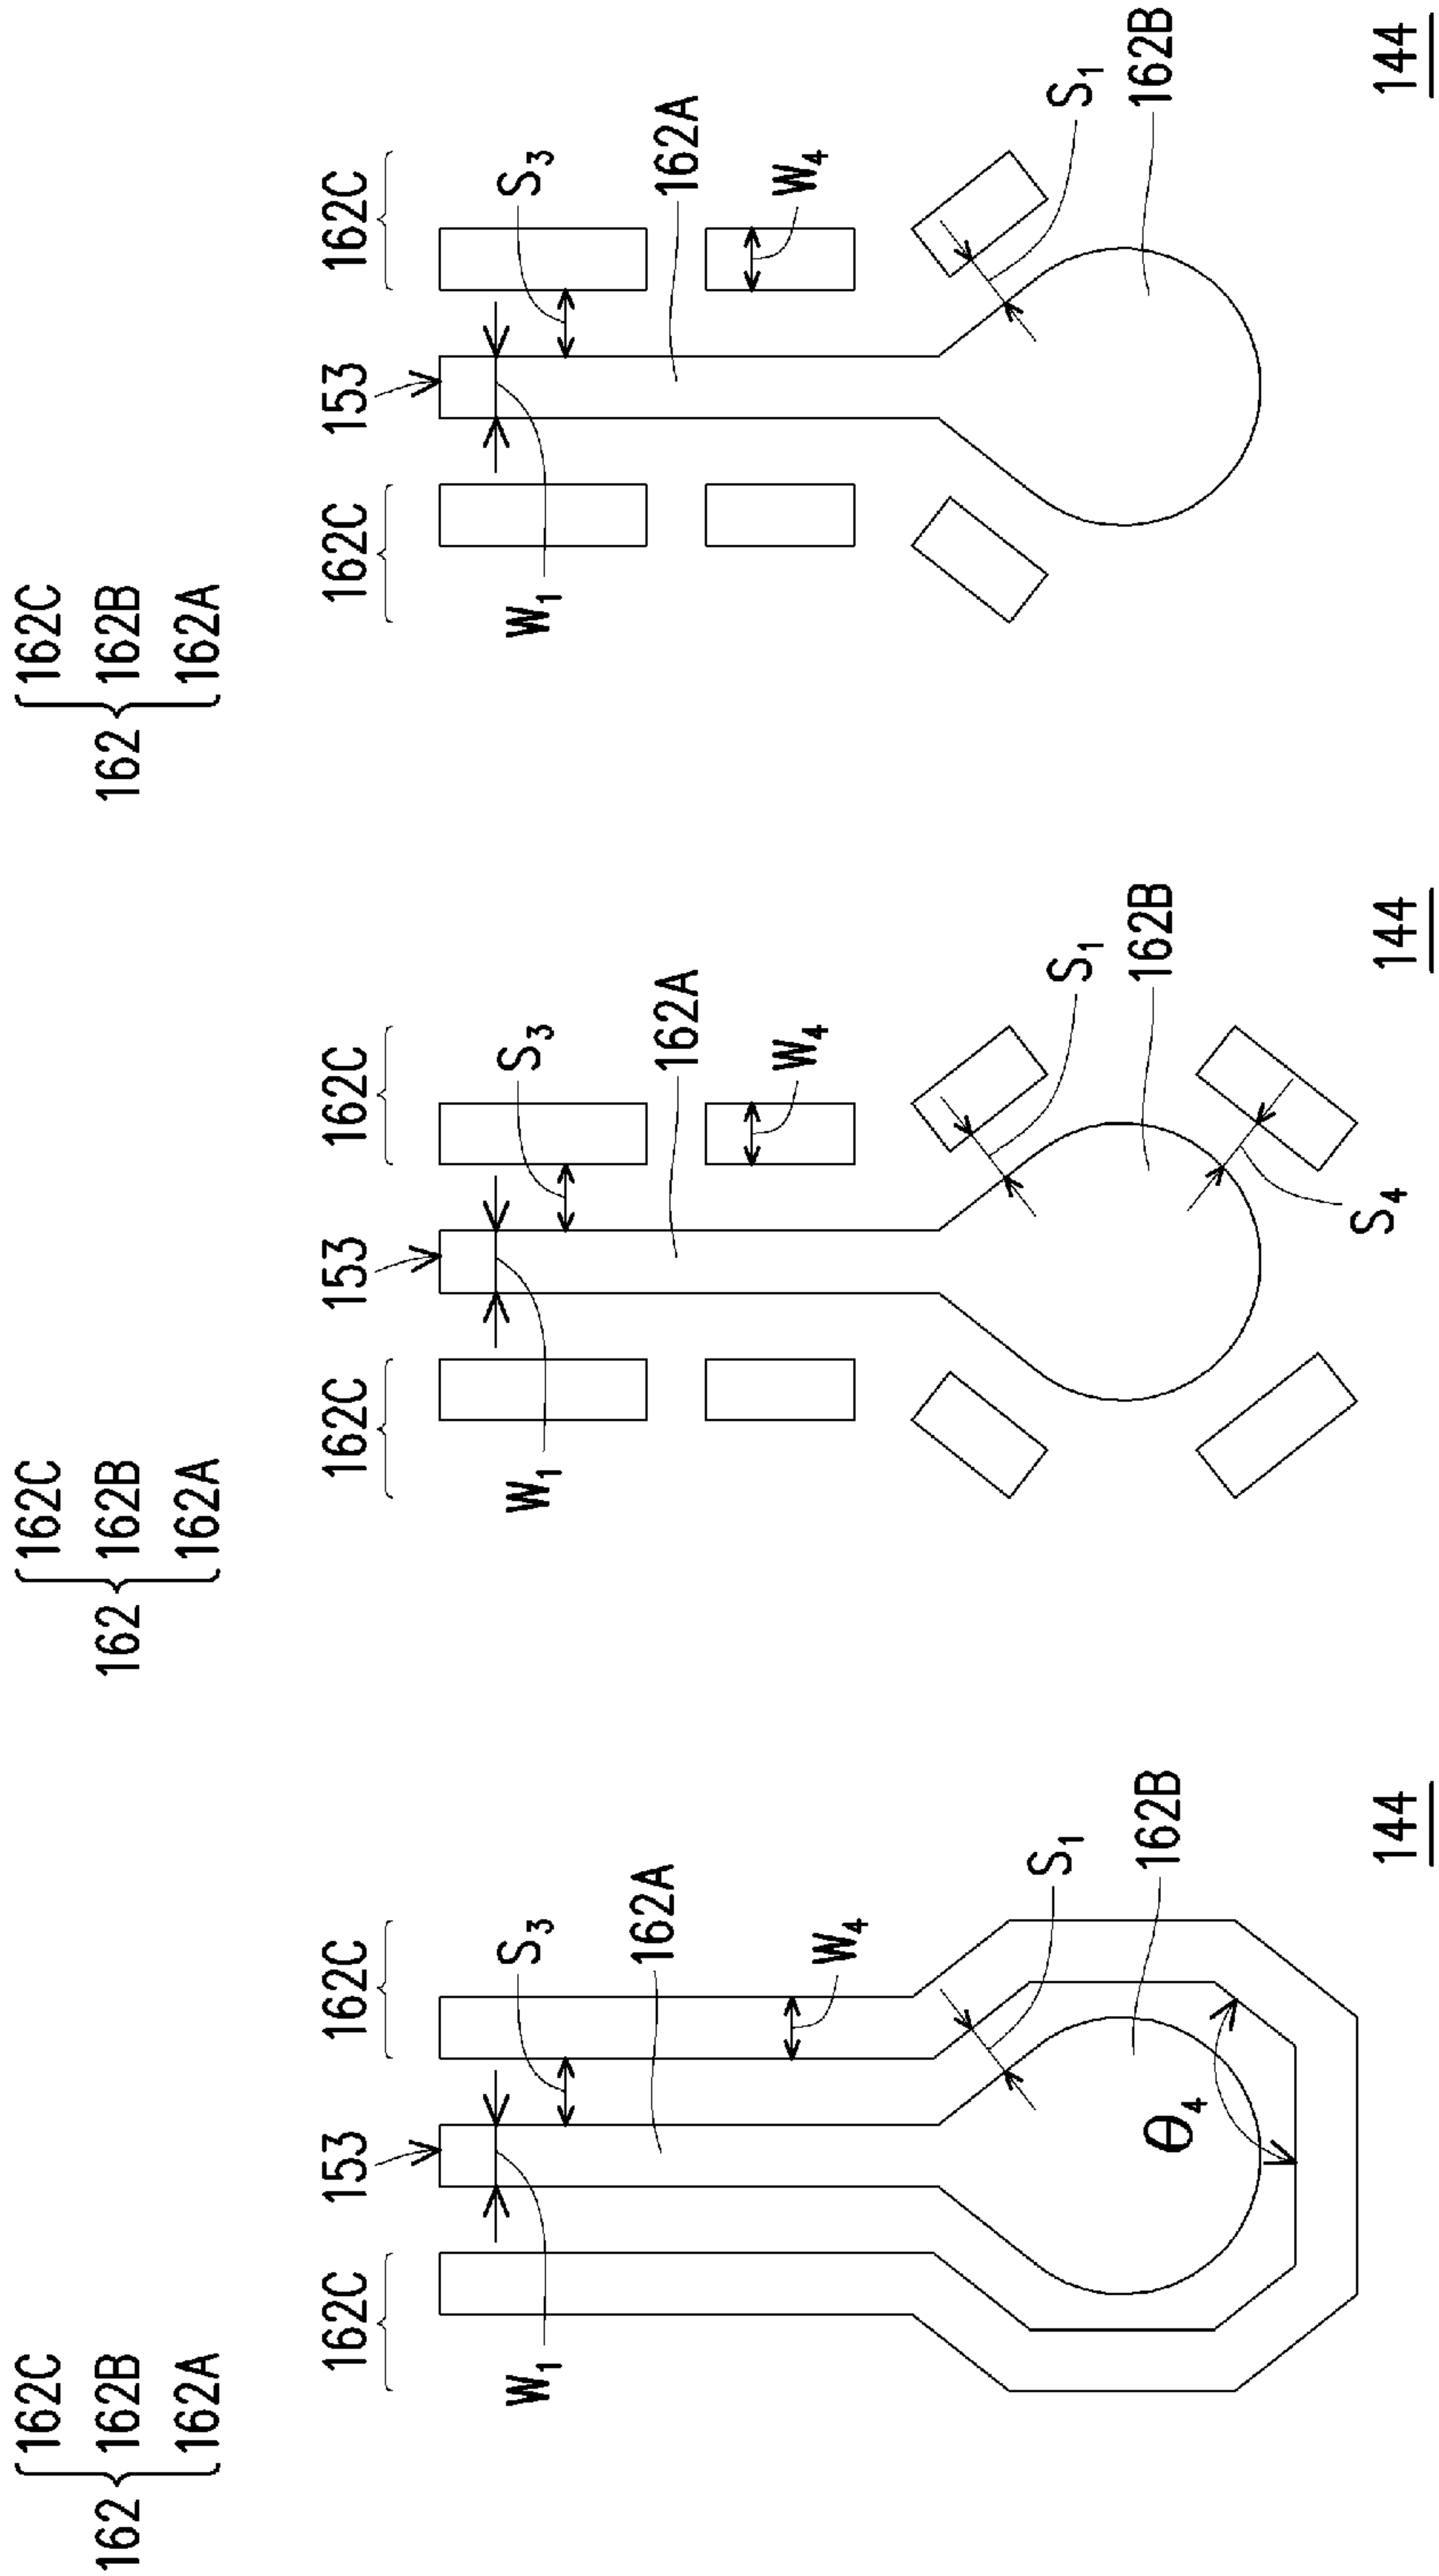 162C
162 { 162B
162A
162C 153 162C
W₁ S₃
162A
W₄
S₁
θ₄ 162B
144
162C
162 { 162B
162A
162C 153 162C
W₁ S₃
162A
W₄
S₁
162B
S₄
144
162C
162 { 162B
162A
162C 153 162C
W₁ S₃
162A
W₄
S₁
162B
144